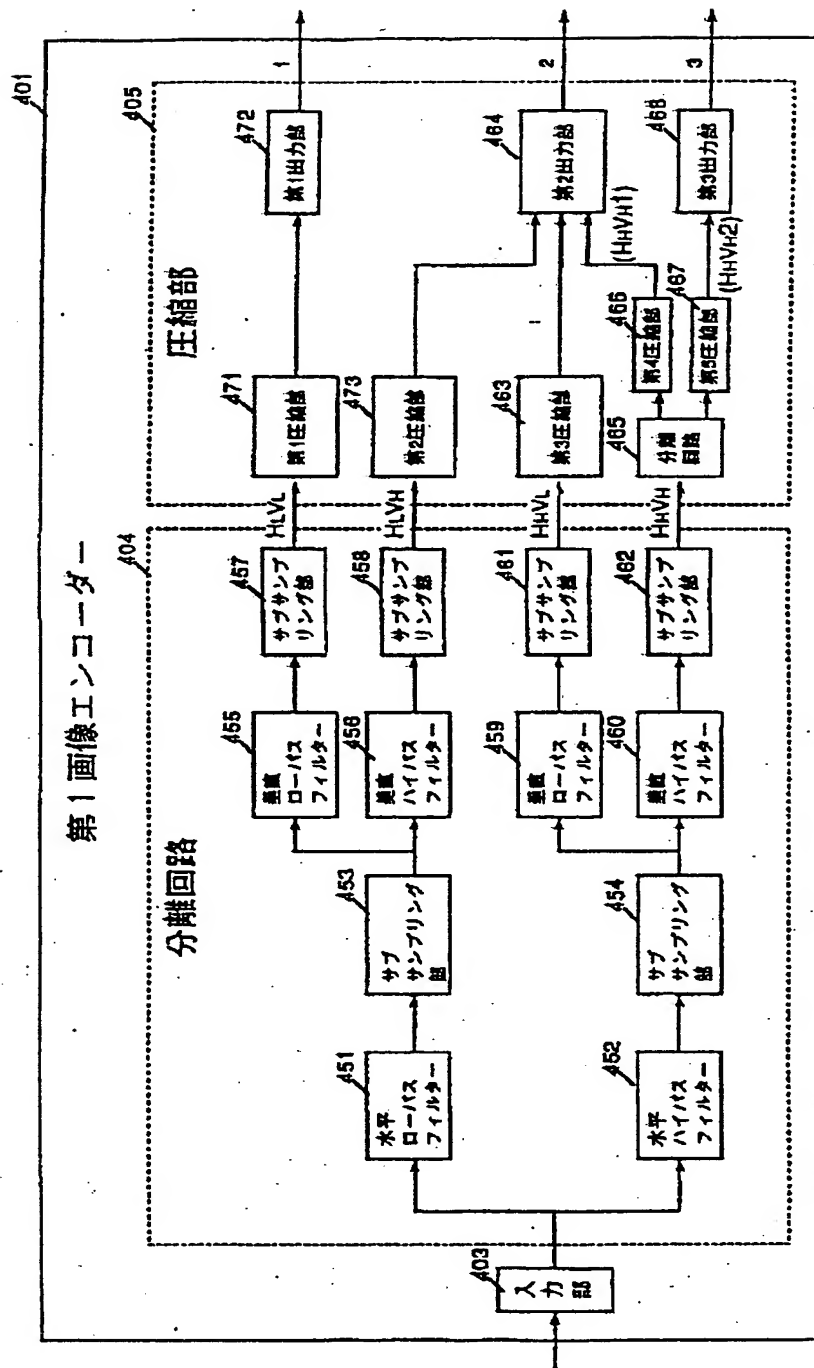 第1画像エンコーダー
401
403
入力部
404
分離回路
451
水平
ローパス
フィルター
452
水平
ハイパス
フィルター
453
サブ
サンプリング
部
454
サブ
サンプリング
部
455
垂直
ローパス
フィルター
456
垂直
ハイパス
フィルター
459
垂直
ローパス
フィルター
460
垂直
ハイパス
フィルター
457
サブサンプ
リング部
458
サブサンプ
リング部
461
サブサンプ
リング部
462
サブサンプ
リング部
HLVL
HLVH
HHVL
HHVH
405
圧縮部
471
第1圧縮部
473
第2圧縮部
463
第3圧縮部
465
分離
回路
466
第4圧縮部
467
第5圧縮部
(HHVH1)
(HHVH2)
472
第1出力部
464
第2出力部
468
第3出力部
1
2
3